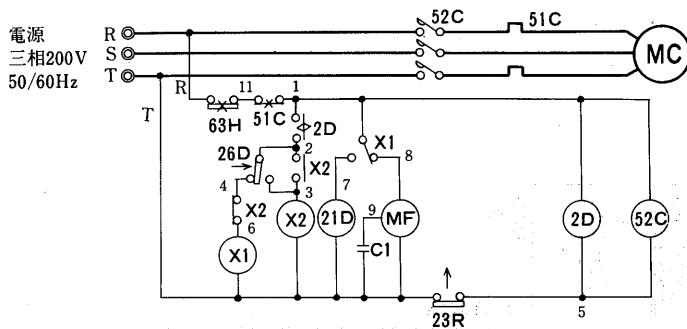 電源
三相200V
50/60Hz
R
S
T
52C
51C
MC
R
T
11
1
63H
51C
2D
26D
2
X2
X1
8
4
3
7
X2
6
X1
X2
21D
9
MF
C1
2D
52C
23R
5